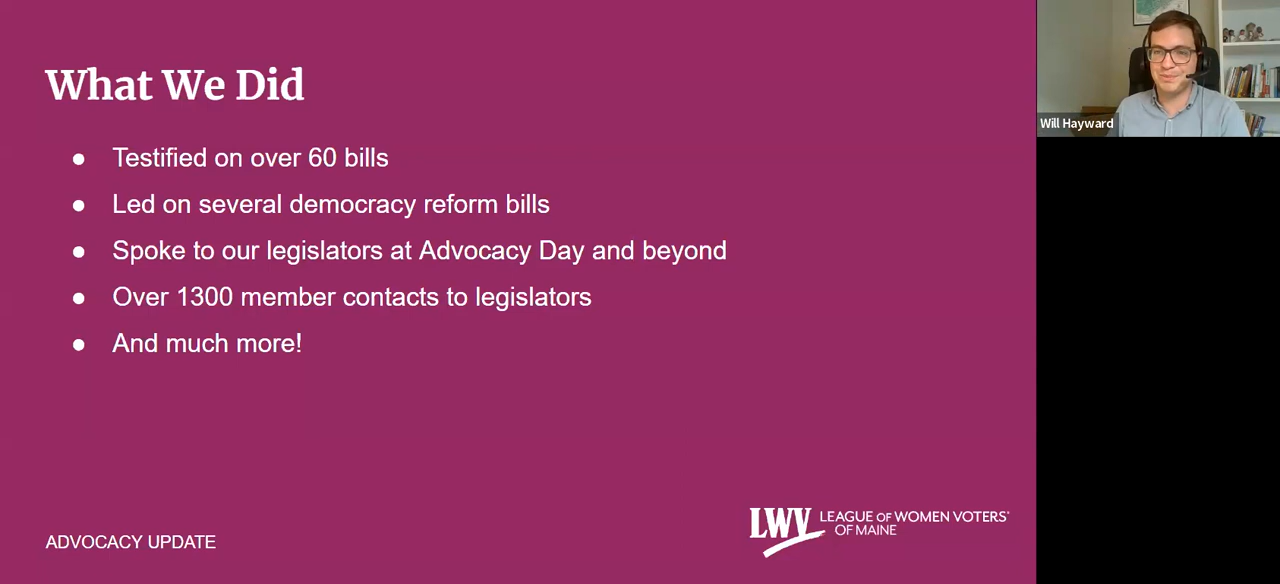 What We Did
● Testified on over 60 bills
● Led on several democracy reform bills
● Spoke to our legislators at Advocacy Day and beyond
● Over 1300 member contacts to legislators
● And much more!
ADVOCACY UPDATE
LWV LEAGUE OF WOMEN VOTERS®
OF MAINE
Will Hayward